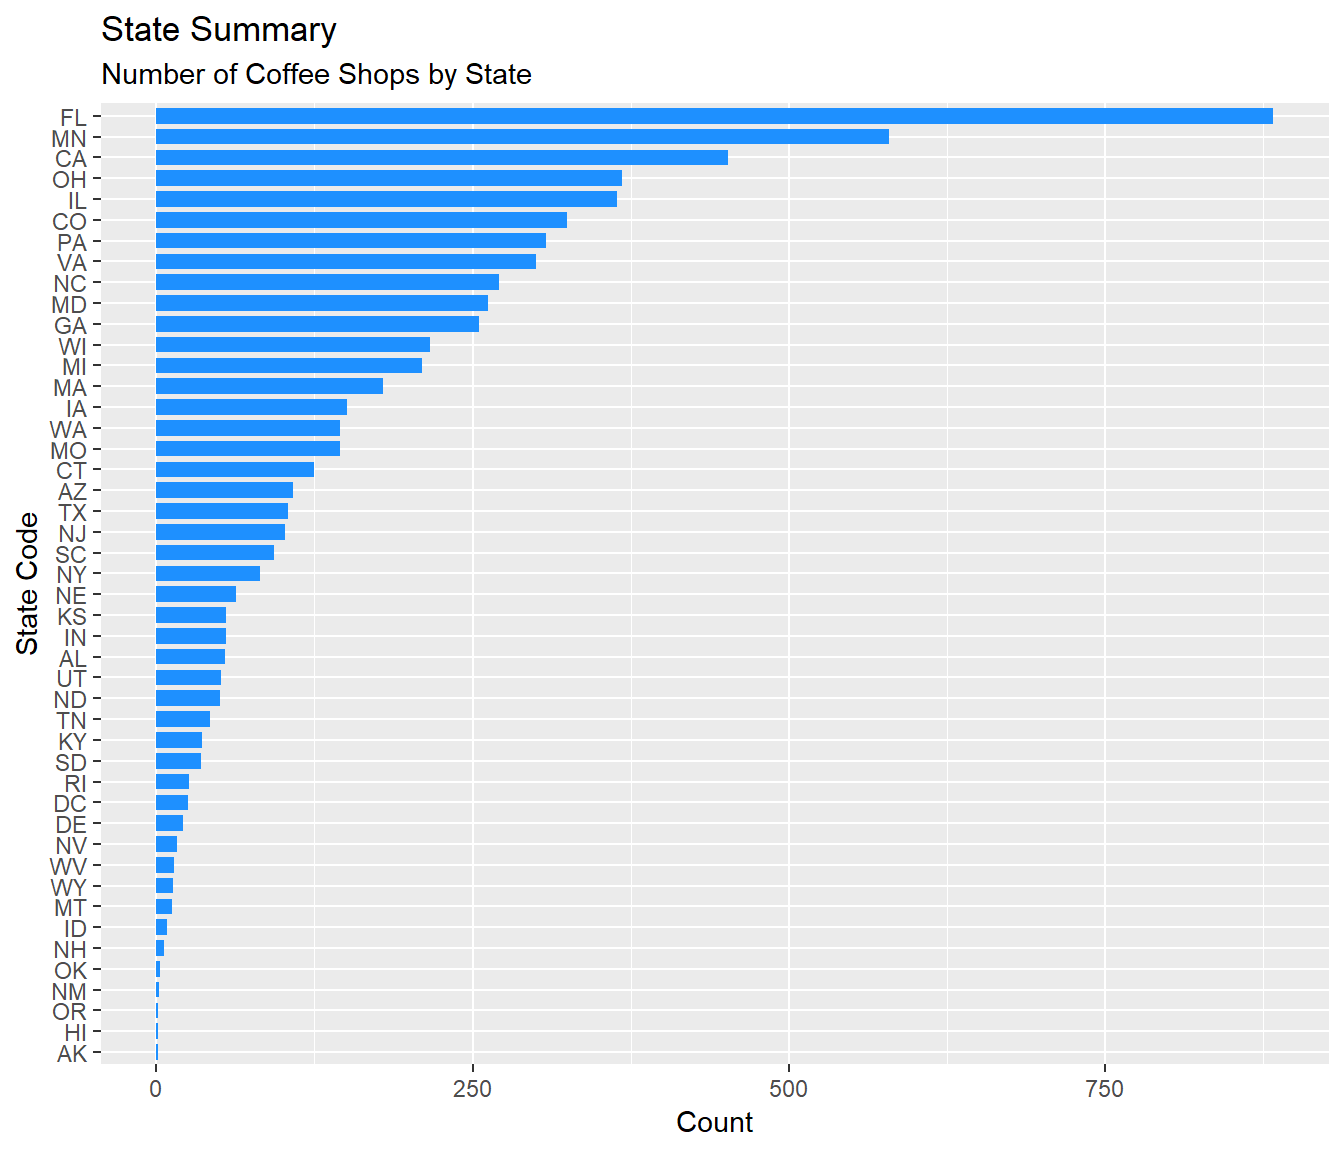 State Summary
Number of Coffee Shops by State
FL
MN
CA
OH
IL
CO
PA
VA
NC
MD
GA
WI
MI
MA
IA
WA
MO
CT
AZ
TX
NJ
SC
NY
NE
KS
IN
AL
UT
ND
TN
KY
SD
RI
DC
DE
NV
WV
WY
MT
ID
NH
OK
NM
OR
HI
AK
State Code
0 250 500 750
Count